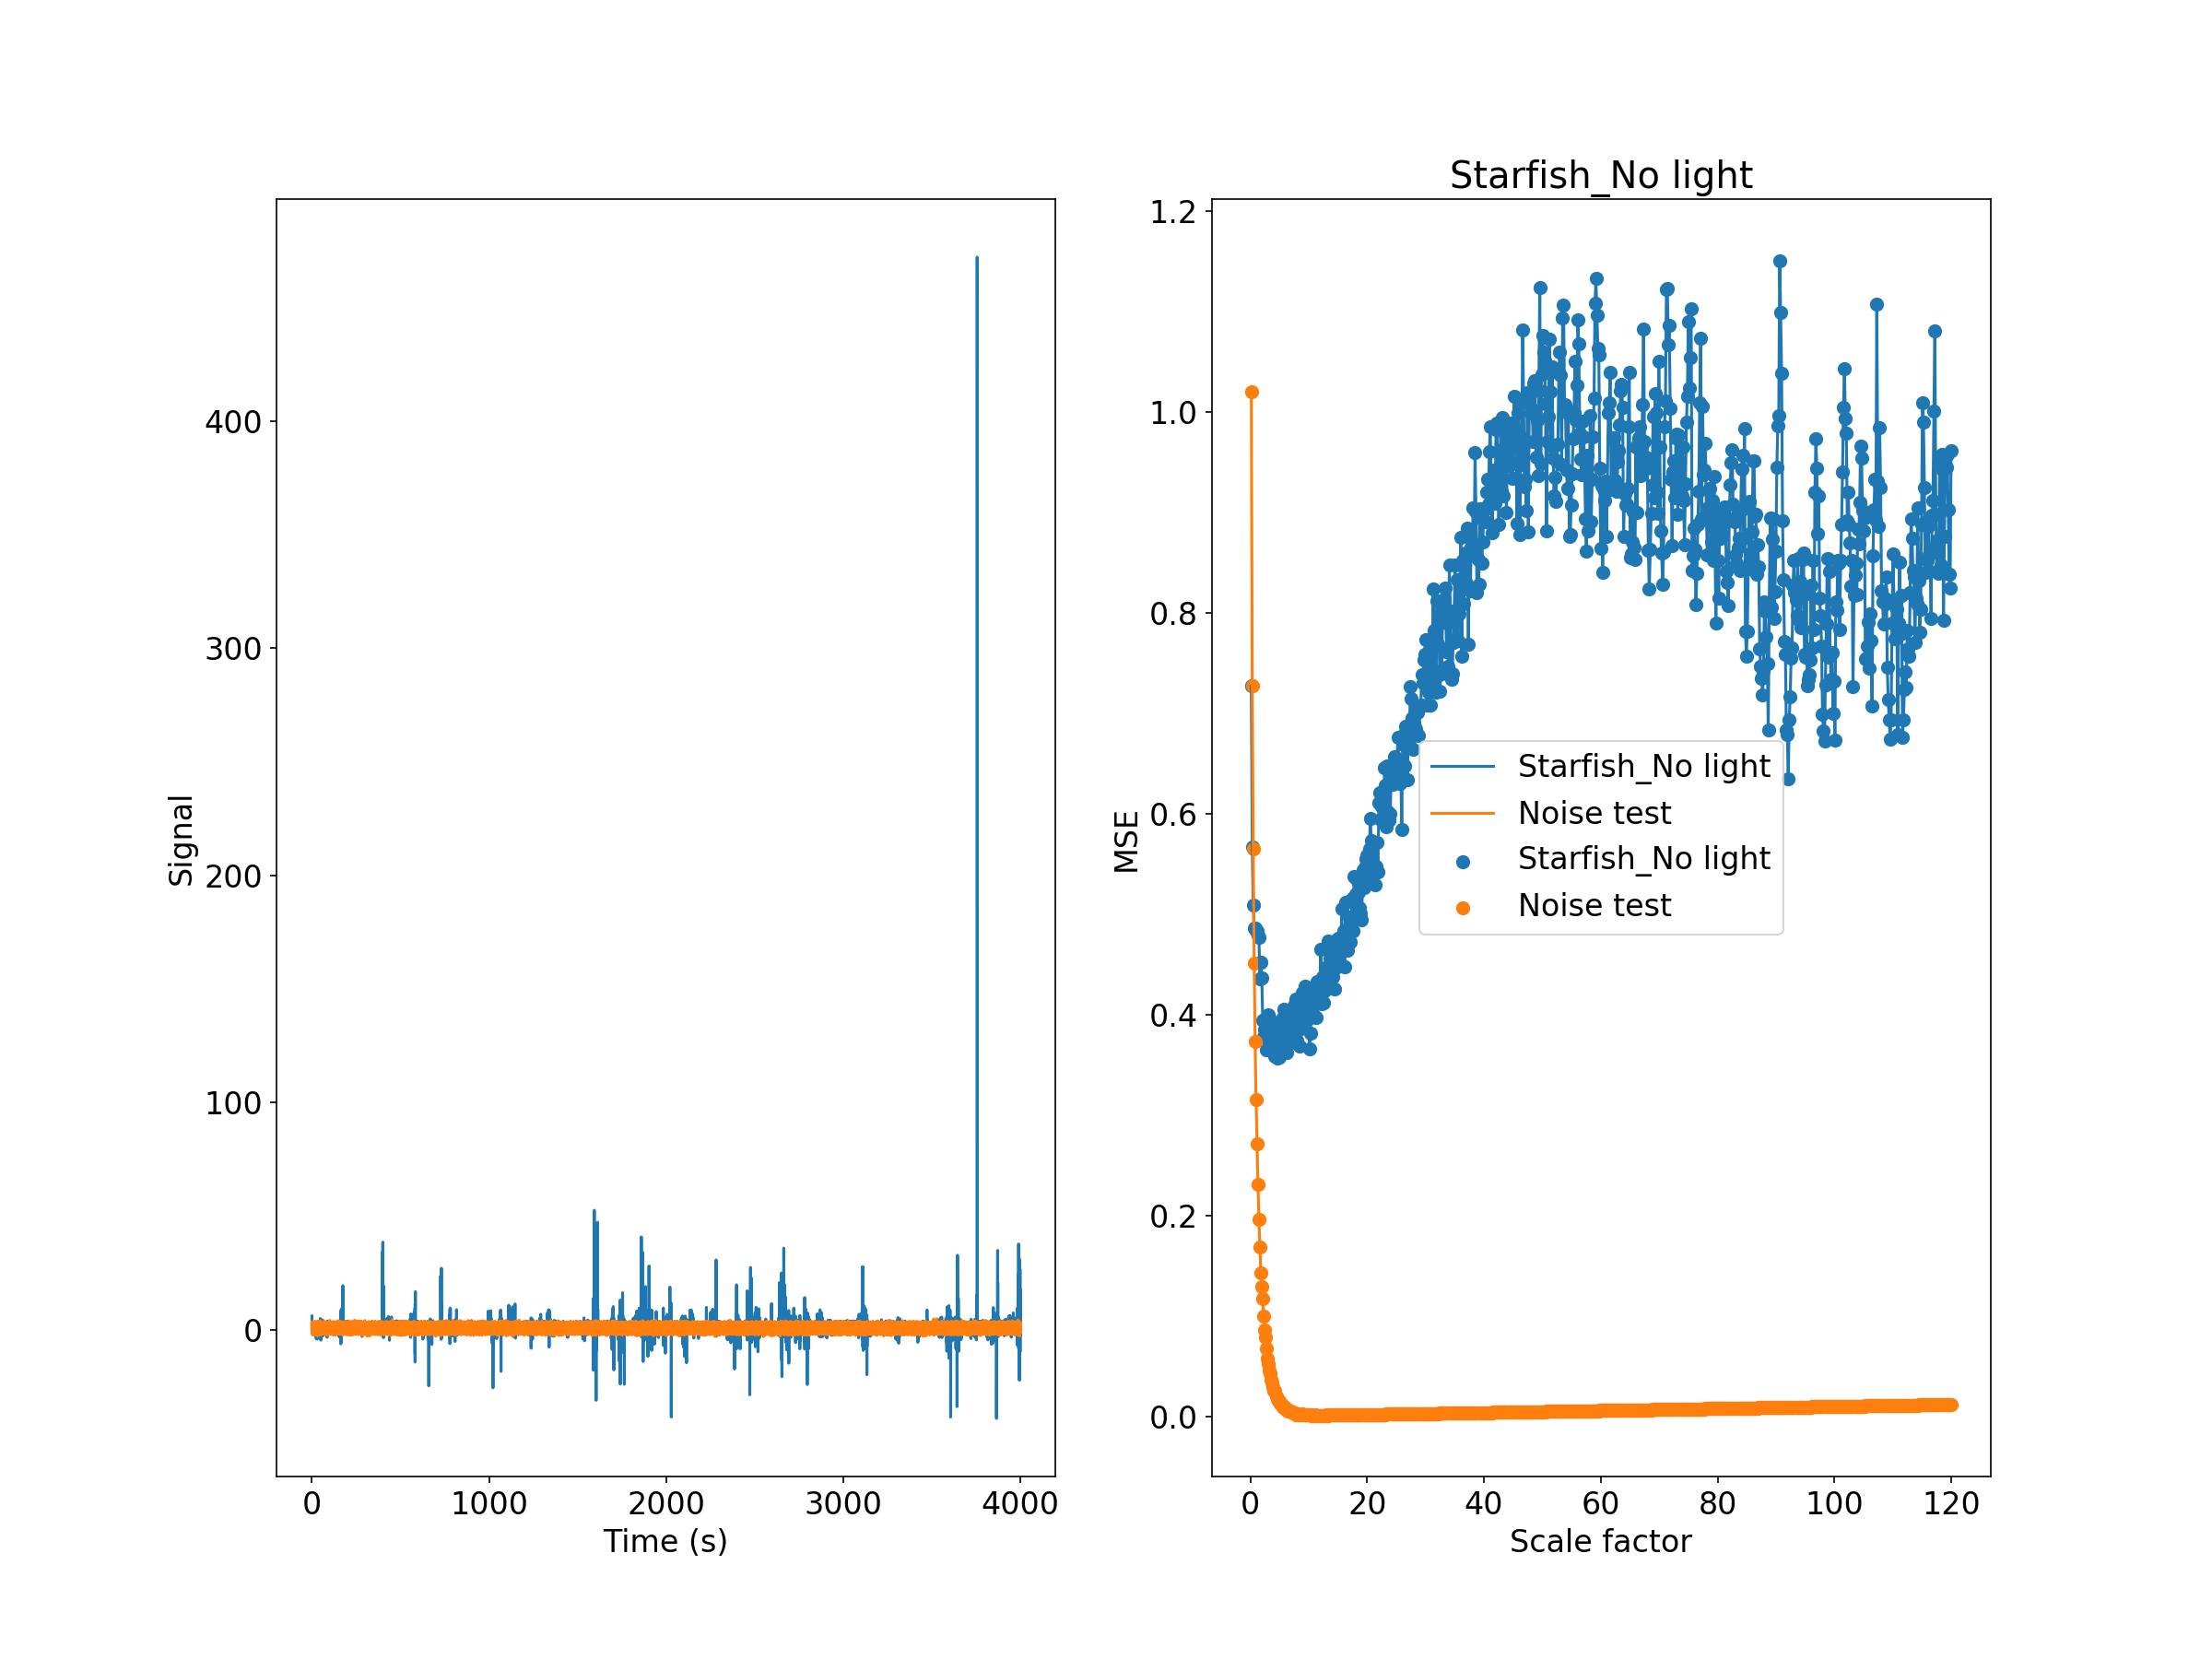 Signal
400
300
200
100
0
0 1000 2000 3000 4000
Time (s)
Starfish_No light
MSE
1.2
1.0
0.8
0.6
0.4
0.2
0.0
Starfish_No light
Noise test
Starfish_No light
Noise test
0 20 40 60 80 100 120
Scale factor